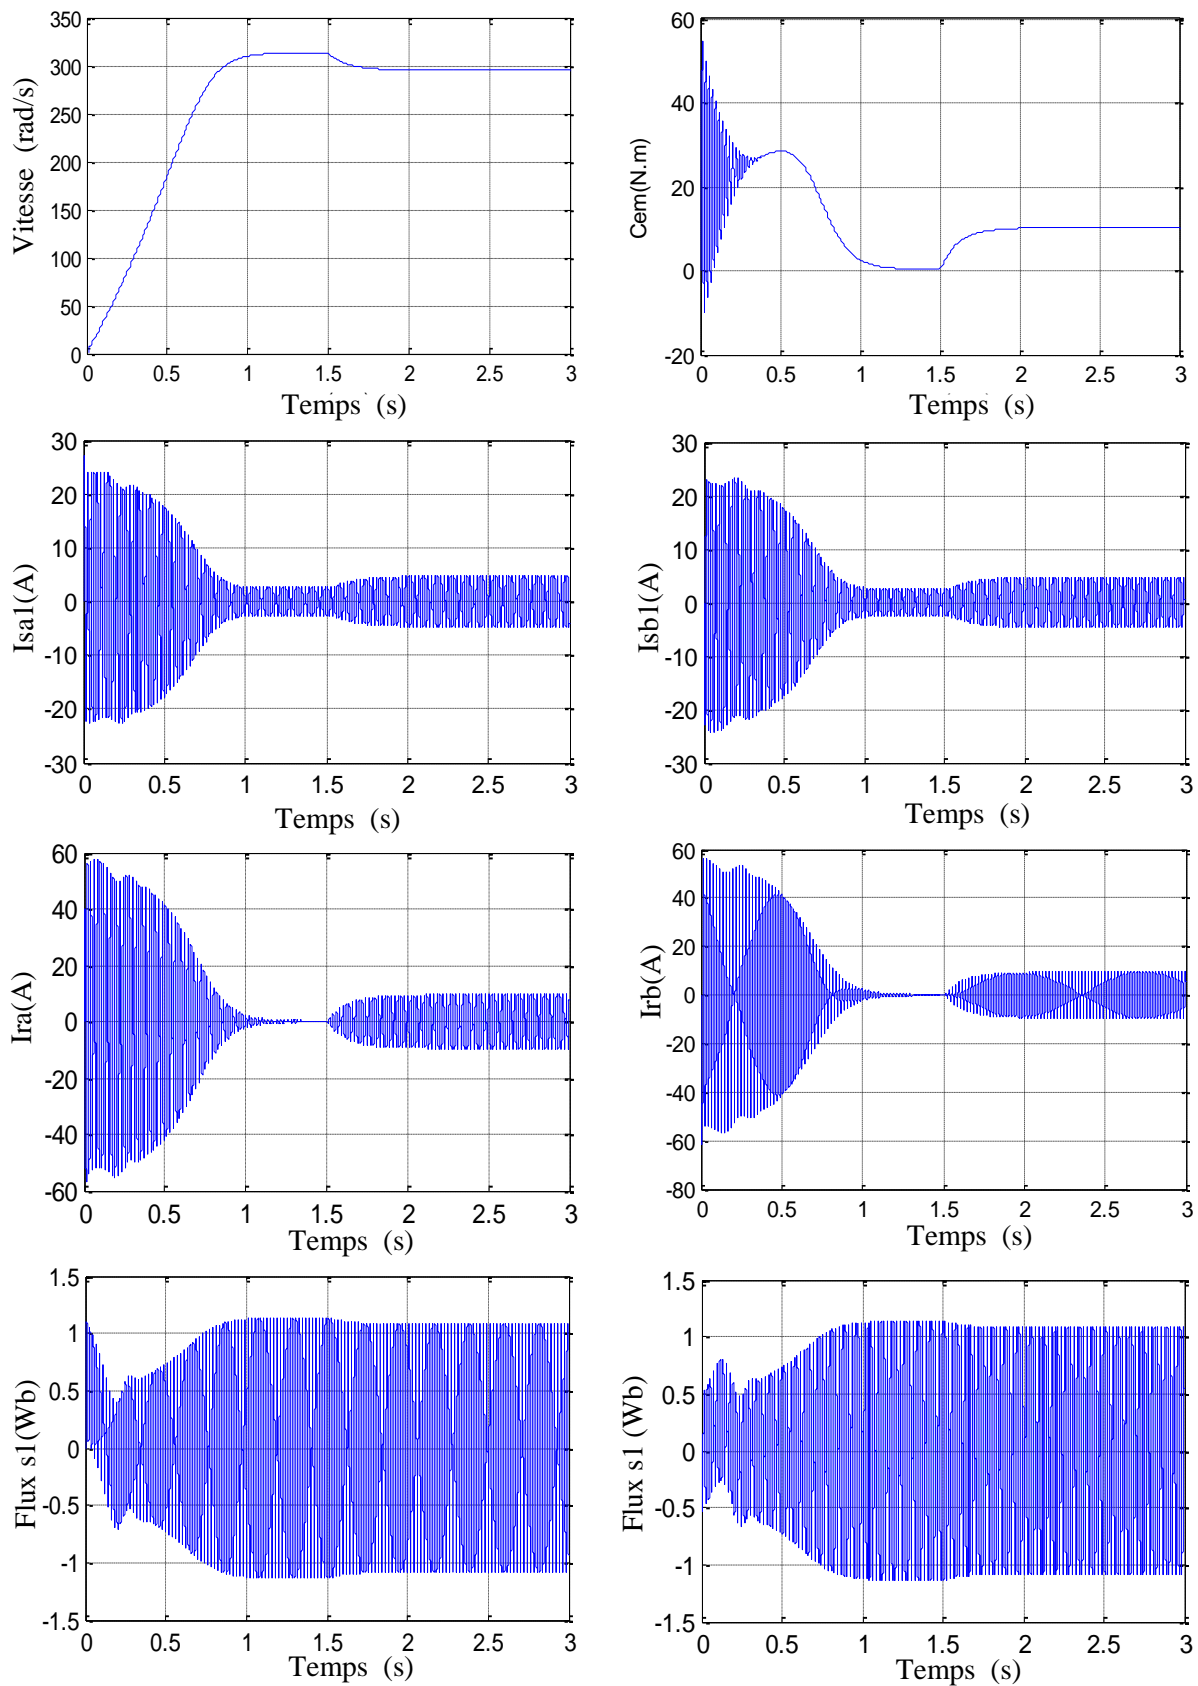 350
300
250
200
150
100
50
0
Vitesse (rad/s)
0 0.5 1 1.5 2 2.5 3
Temps (s)
60
40
20
0
-20
Cem(N.m)
0 0.5 1 1.5 2 2.5 3
Temps (s)
30
20
10
0
-10
-20
-30
Isa1(A)
0 0.5 1 1.5 2 2.5 3
Temps (s)
30
20
10
0
-10
-20
-30
Isb1(A)
0 0.5 1 1.5 2 2.5 3
Temps (s)
60
40
20
0
-20
-40
-60
Ira(A)
0 0.5 1 1.5 2 2.5 3
Temps (s)
60
40
20
0
-20
-40
-60
-80
Irb(A)
0 0.5 1 1.5 2 2.5 3
Temps (s)
1.5
1
0.5
0
-0.5
-1
-1.5
Flux s1(Wb)
0 0.5 1 1.5 2 2.5 3
Temps (s)
1.5
1
0.5
0
-0.5
-1
-1.5
Flux s1 (Wb)
0 0.5 1 1.5 2 2.5 3
Temps (s)